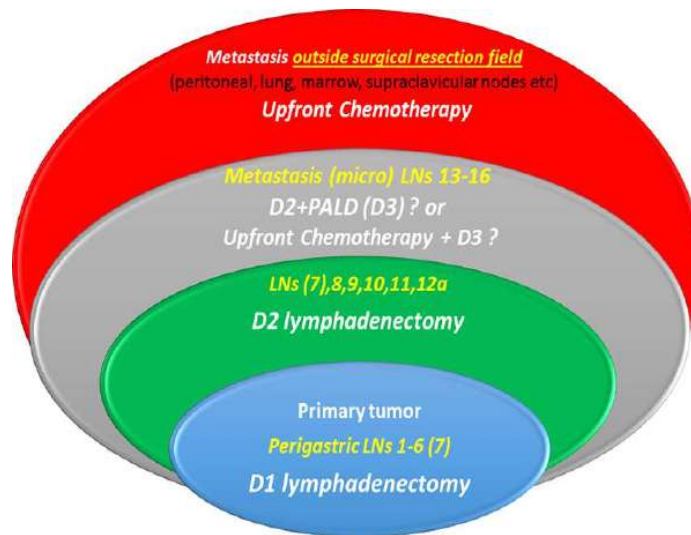 Metastasis outside surgical resection field
(peritoneal, lung, marrow, supraclavicular nodes etc)
Upfront Chemotherapy
Metastasis (micro) LNs 13-16
D2+PALD (D3) ? or
Upfront Chemotherapy + D3 ?
LNs (7),8,9,10,11,12a
D2 lymphadenectomy
Primary tumor
Perigastric LNs 1-6 (7)
D1 lymphadenectomy